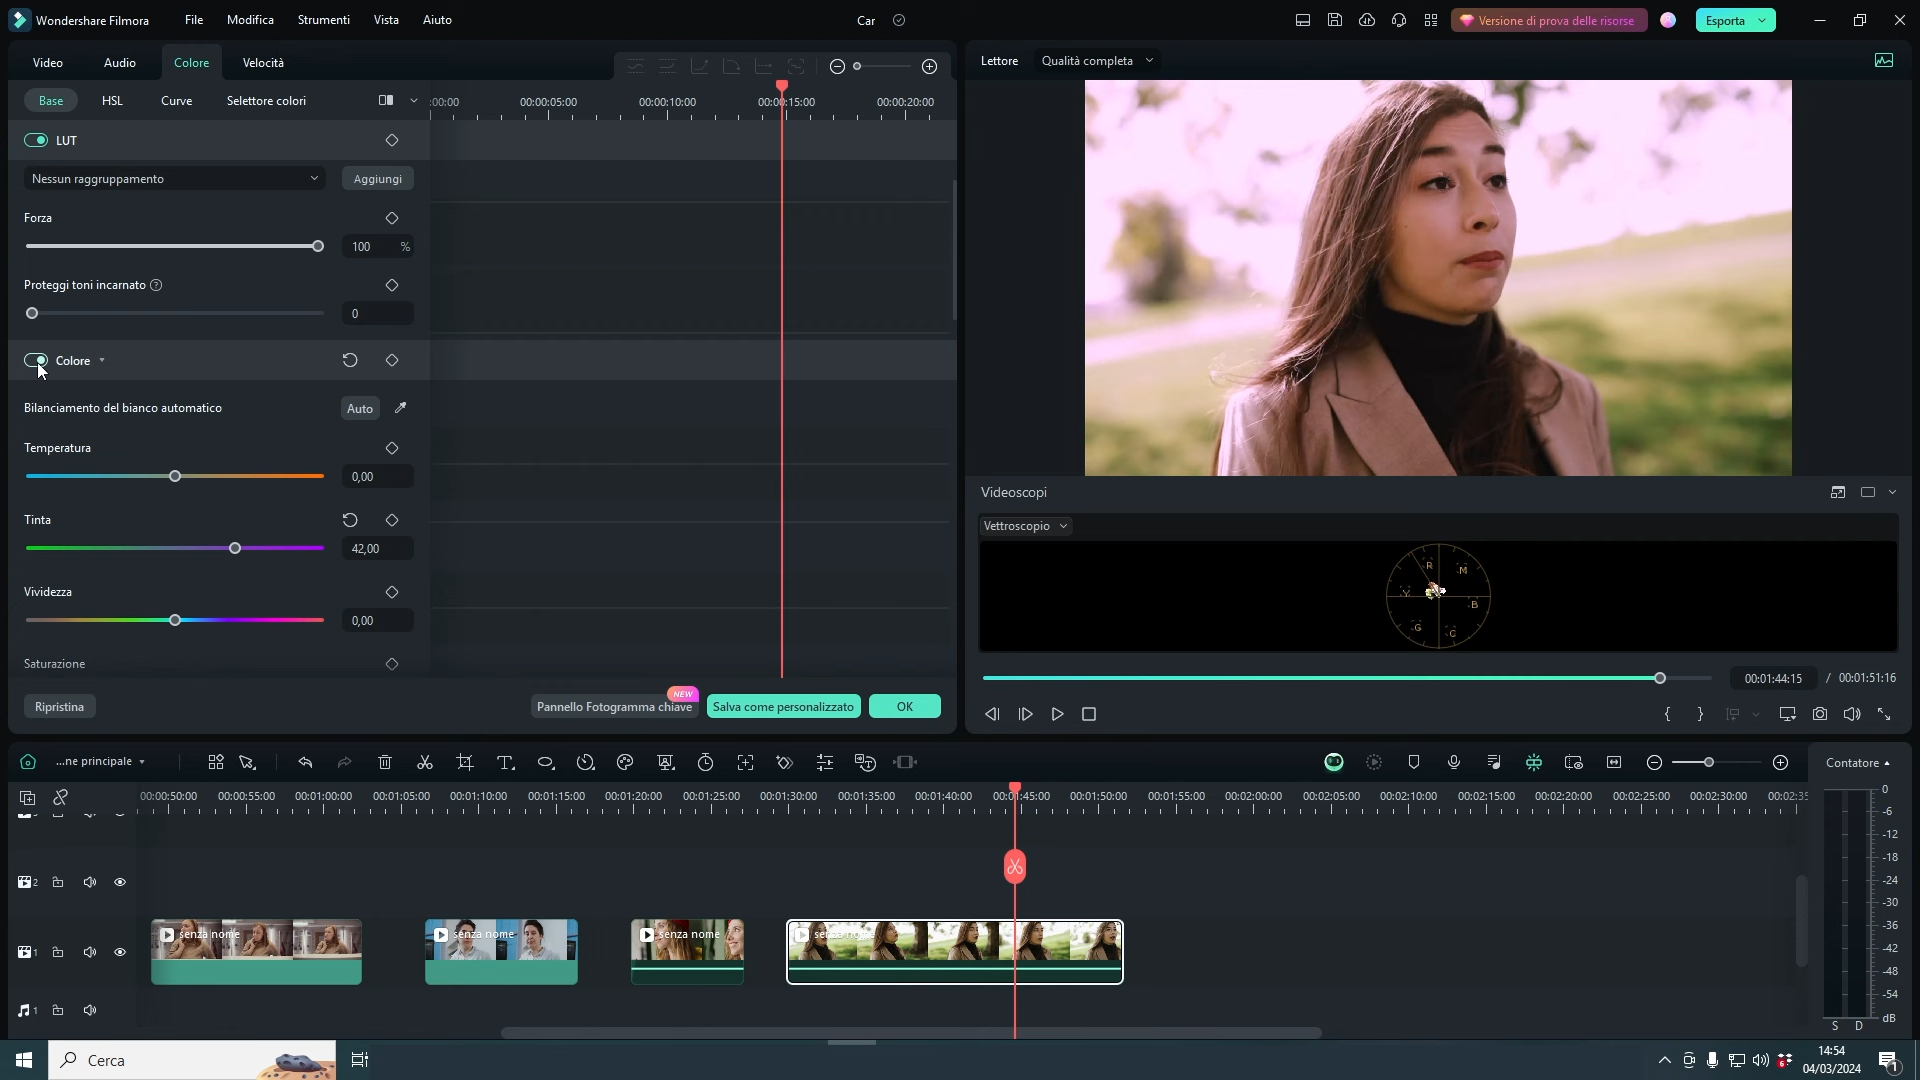 Wondershare Filmora File Modifica Strumenti Vista Aiuto Car Versione di prova delle risorse Esporta
Video Audio Colore Velocità
Lettore Qualità completa
Base HSL Curve Selettore colori
:00:00 00:00:05:00 00:00:10:00 00:00:15:00 00:00:20:00
LUT
Nessun raggruppamento Aggiungi
Forza
100 %
Proteggi toni incarnato ?
0
Colore
Bilanciamento del bianco automatico Auto
Temperatura
0,00
Tinta
42,00
Vividezza
0,00
Saturazione
Ripristina NEW Pannello Fotogramma chiave Salva come personalizzato OK
Videoscopi
Vettroscopio
R M Y B G C
00:01:44:15 / 00:01:51:16
...ne principale
Contatore
00:00:50:00 00:00:55:00 00:01:00:00 00:01:05:00 00:01:10:00 00:01:15:00 00:01:20:00 00:01:25:00 00:01:30:00 00:01:35:00 00:01:40:00 00:01:45:00 00:01:50:00 00:01:55:00 00:02:00:00 00:02:05:00 00:02:10:00 00:02:15:00 00:02:20:00 00:02:25:00 00:02:30:00 00:02:35
0
-6
-12
-18
-24
-30
-36
-42
-48
-54
dB
S D
2
senza nome senza nome senza nome
1
1
Cerca
14:54
04/03/2024
6
1